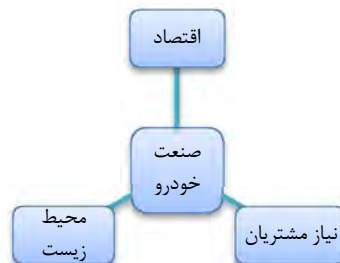 اقتصاد
صنعت
خودرو
نیاز مشتریان
محیط
زیست